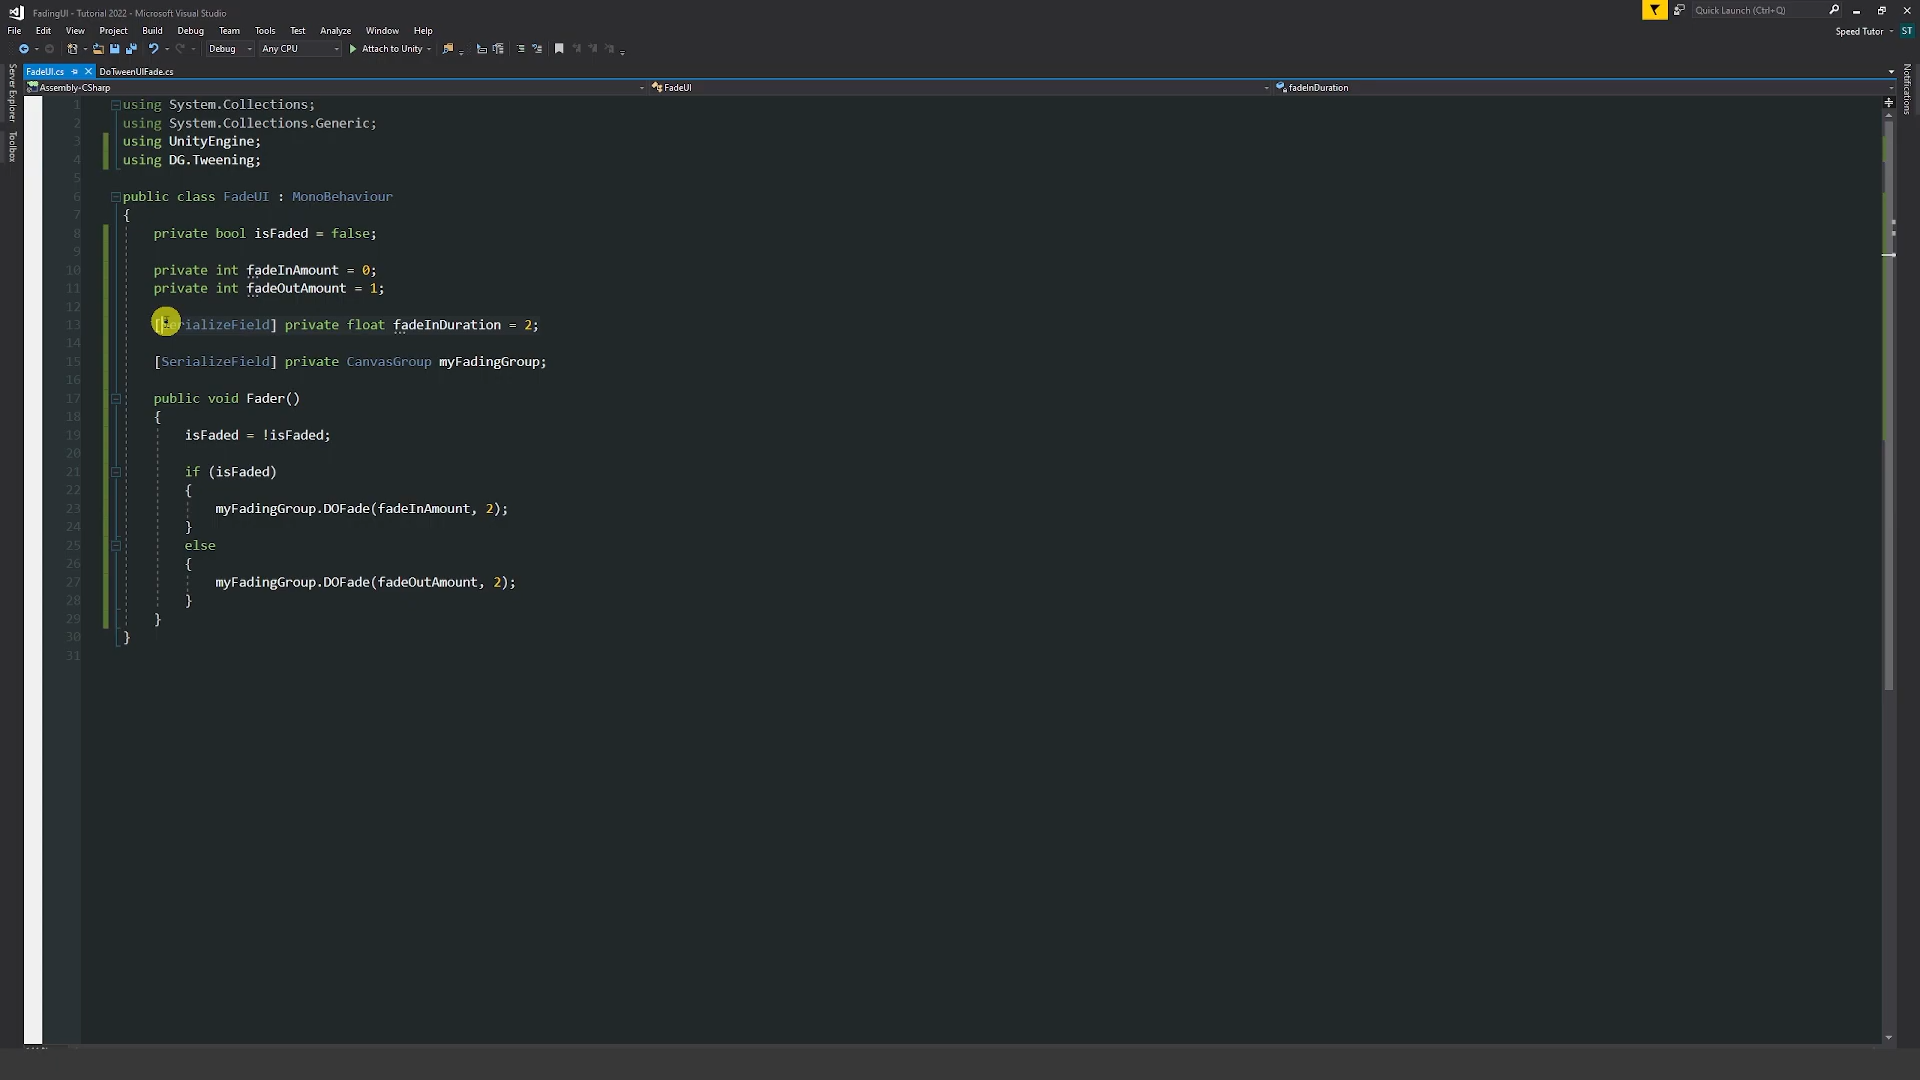 FadingUI - Tutorial 2022 - Microsoft Visual Studio
Quick Launch (Ctrl+Q)
File Edit View Project Build Debug Team Tools Test Analyze Window Help
Speed Tutor ST
Debug Any CPU Attach to Unity
FadeUI.cs DoTweenUIFade.cs
Assembly-CSharp FadeUI fadeInDuration
Server Explorer
Toolbox
Notifications
1 using System.Collections;
2 using System.Collections.Generic;
3 using UnityEngine;
4 using DG.Tweening;
5
6 public class FadeUI : MonoBehaviour
7 {
8 private bool isFaded = false;
9
10 private int fadeInAmount = 0;
11 private int fadeOutAmount = 1;
12
13 [SerializeField] private float fadeInDuration = 2;
14
15 [SerializeField] private CanvasGroup myFadingGroup;
16
17 public void Fader()
18 {
19 isFaded = !isFaded;
20
21 if (isFaded)
22 {
23 myFadingGroup.DOFade(fadeInAmount, 2);
24 }
25 else
26 {
27 myFadingGroup.DOFade(fadeOutAmount, 2);
28 }
29 }
30 }
31